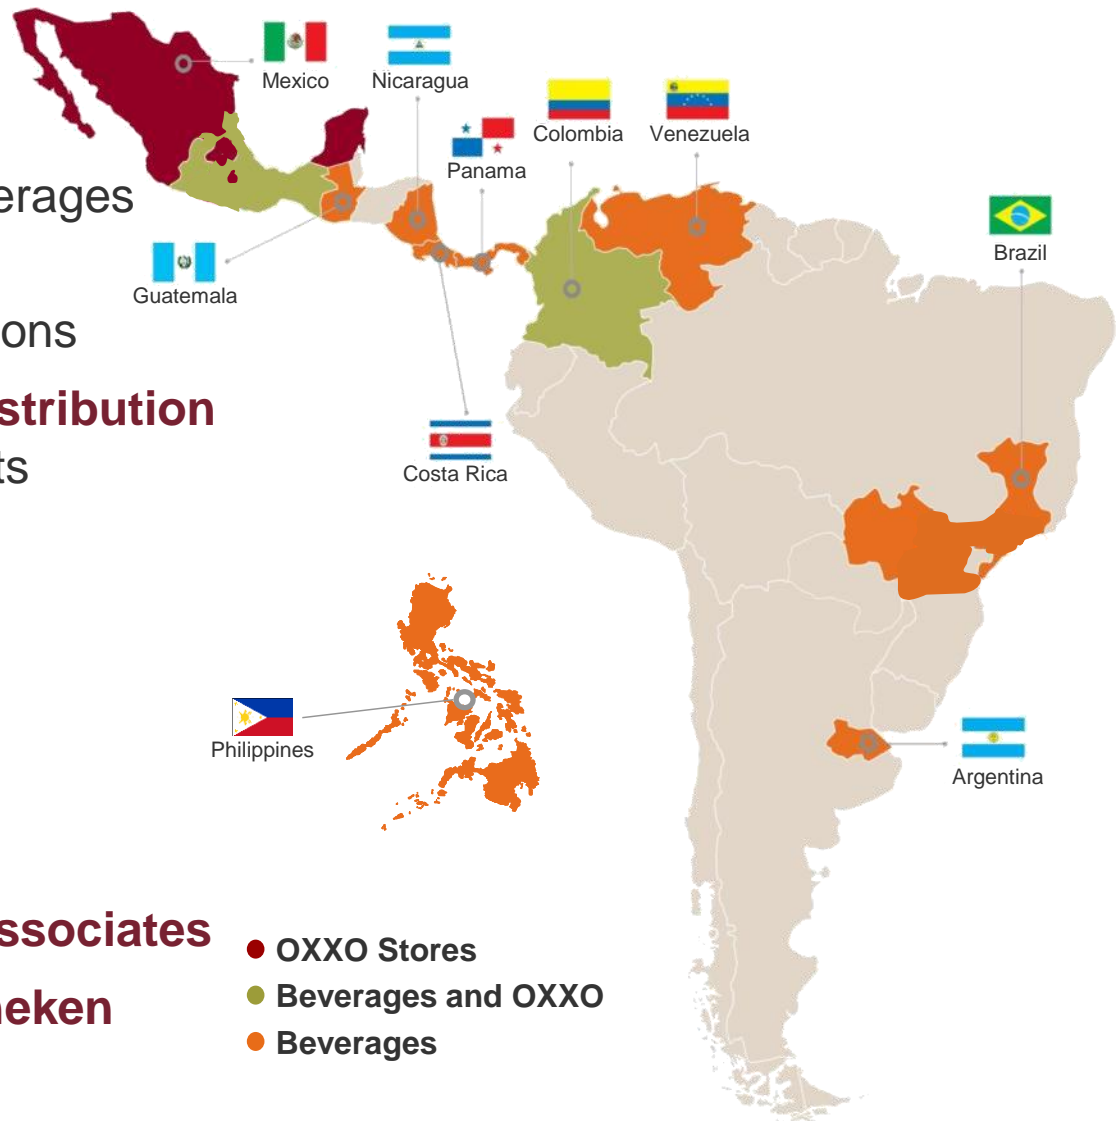 Mexico
Nicaragua
Colombia
Venezuela
Panama
erages
Brazil
Guatemala
ons
stribution
ts
Costa Rica
Philippines
Argentina
ssociates
OXXO Stores
Beverages and OXXO
eken
Beverages